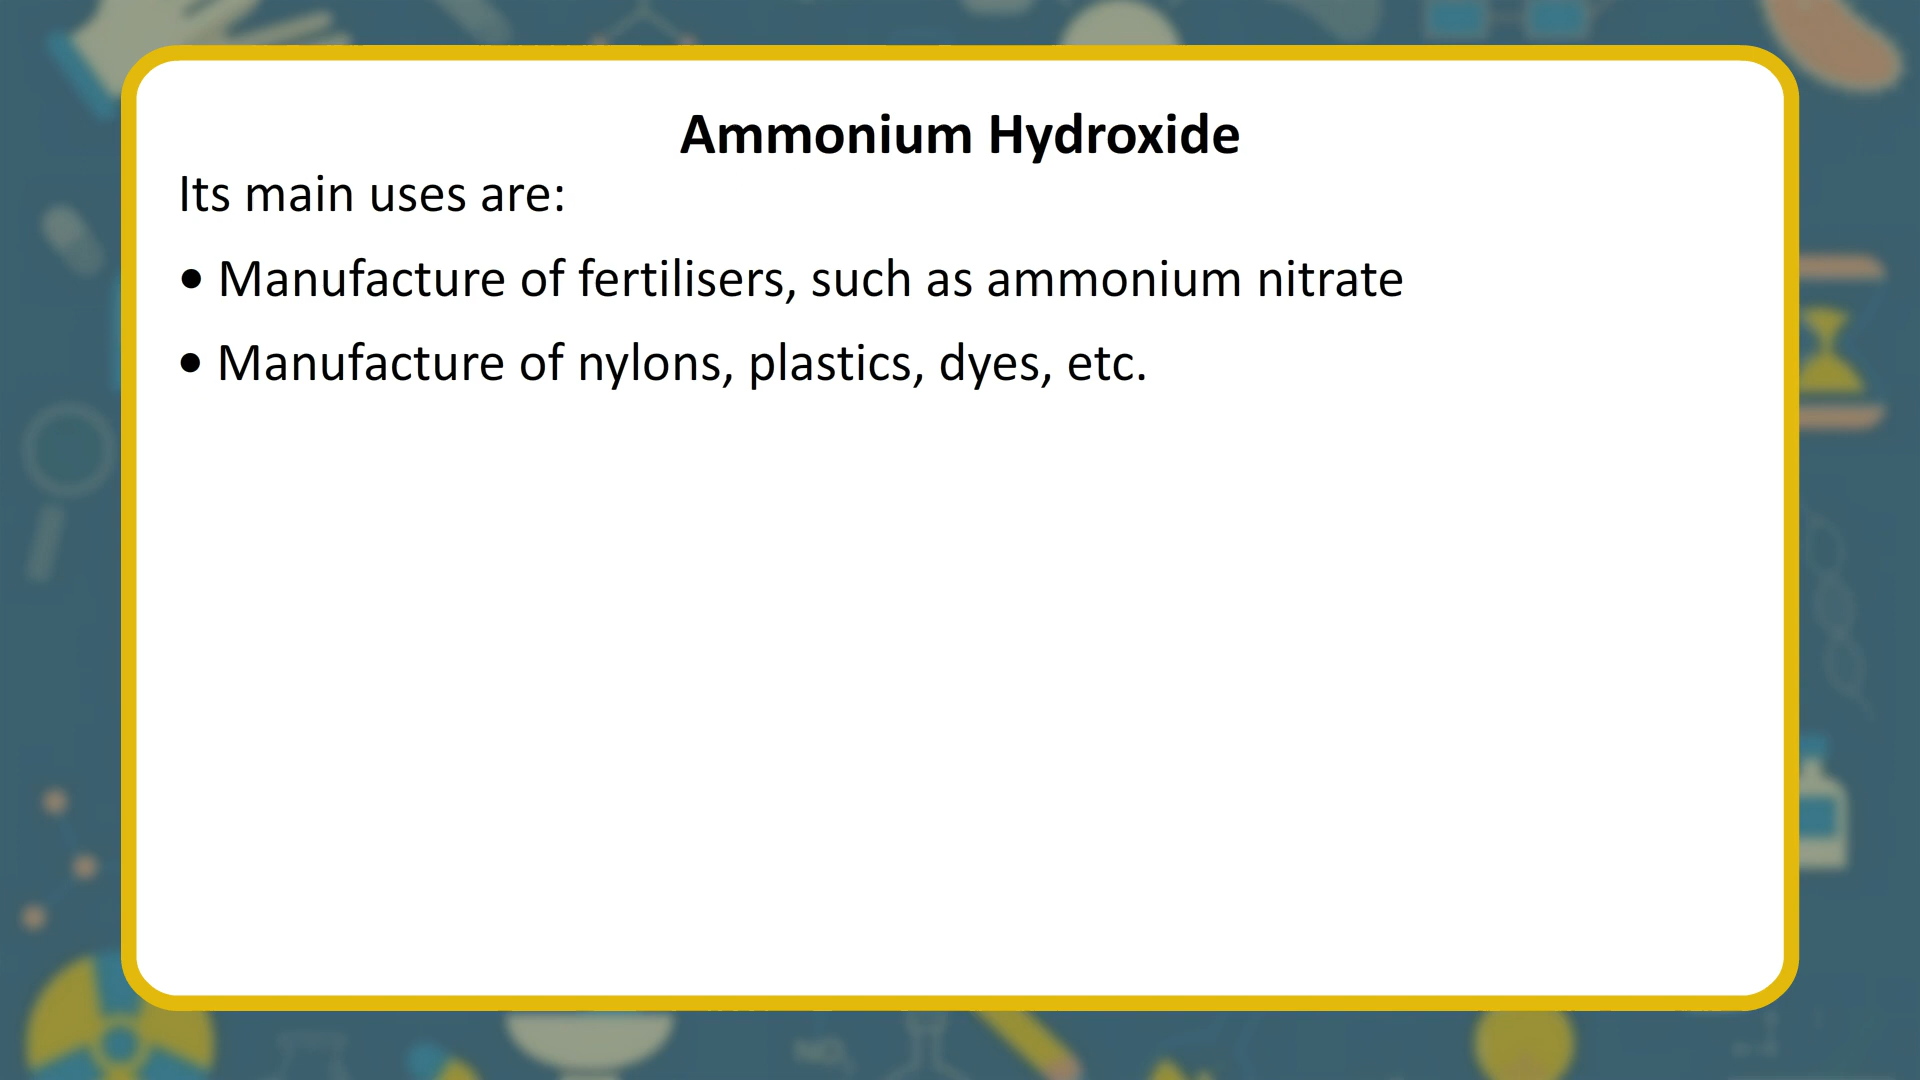 Ammonium Hydroxide
Its main uses are:
• Manufacture of fertilisers, such as ammonium nitrate
• Manufacture of nylons, plastics, dyes, etc.